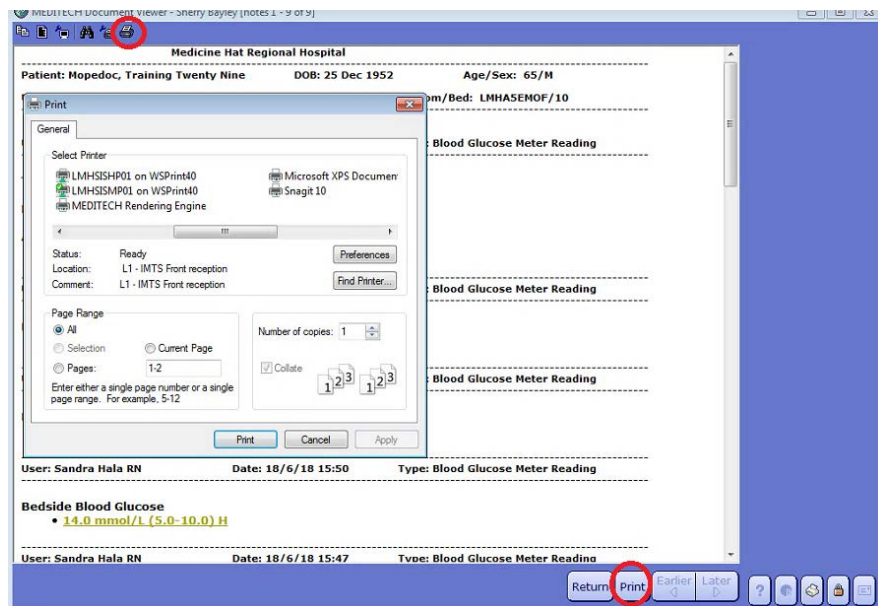 MEDITECH Document Viewer - Sherry Bayley [notes 1 - 9 of 9]
Medicine Hat Regional Hospital
Patient: Mopedoc, Training Twenty Nine DOB: 25 Dec 1952 Age/Sex: 65/M
Print
om/Bed: LMHA5EMOF/10
General
: Blood Glucose Meter Reading
Select Printer
LMHSISHP01 on WSPrint40 Microsoft XPS Documen
LMHSISMP01 on WSPrint40 Snagit 10
MEDITECH Rendering Engine
Status: Ready Preferences
Location: L1 - IMTS Front reception
Comment: L1 - IMTS Front reception Find Printer...
: Blood Glucose Meter Reading
Page Range
All Number of copies: 1
Selection Current Page
Pages: 1-2 Collate
: Blood Glucose Meter Reading
Enter either a single page number or a single
page range. For example, 5-12
1 2 3 1 2 3
Print Cancel Apply
User: Sandra Hala RN Date: 18/6/18 15:50 Type: Blood Glucose Meter Reading
Bedside Blood Glucose
• 14.0 mmol/L (5.0-10.0) H
User: Sandra Hala RN Date: 18/6/18 15:47 Type: Blood Glucose Meter Reading
Return Print Earlier Later
?